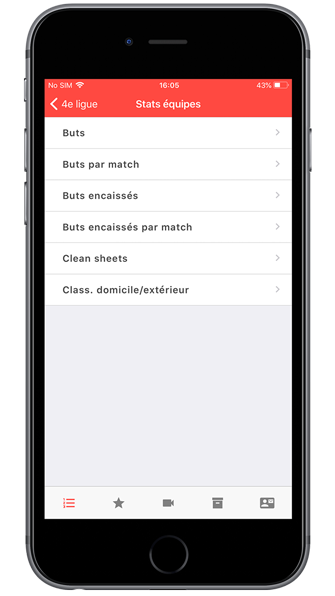 No SIM 16:05 43%
4e ligue Stats équipes
Buts
Buts par match
Buts encaissés
Buts encaissés par match
Clean sheets
Class. domicile/extérieur